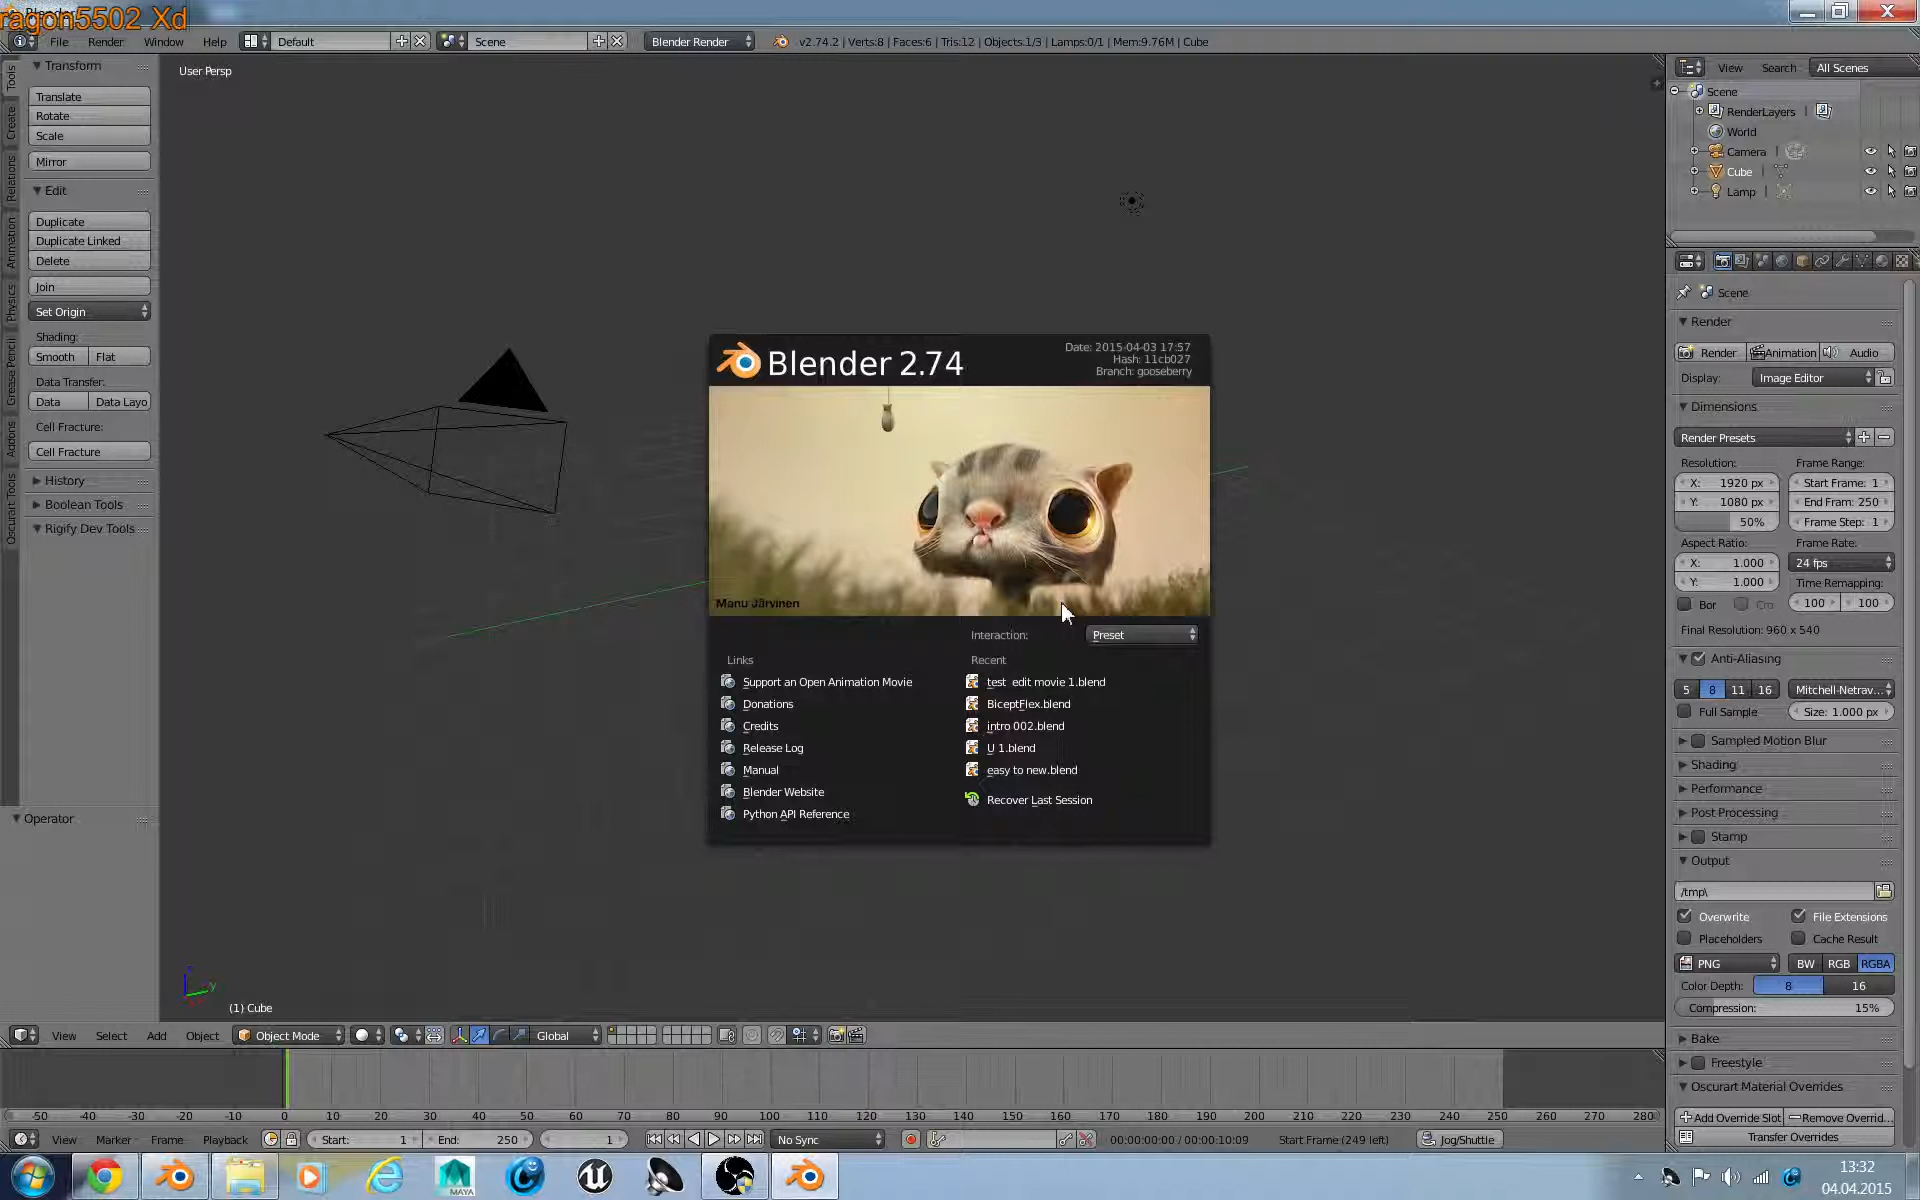 ragon5502 Xd
File Render Window Help Default Scene Blender Render v2.74.2 | Verts:8 | Faces:6 | Tris:12 | Objects:1/3 | Lamps:0/1 | Mem:9.76M | Cube
Tools
Create
Relations
Animation
Physics
Grease Pencil
Addons
Oscurart Tools
Transform
Translate
Rotate
Scale
Mirror
Edit
Duplicate
Duplicate Linked
Delete
Join
Set Origin
Shading:
Smooth Flat
Data Transfer:
Data Data Layo
Cell Fracture:
Cell Fracture
History
Boolean Tools
Rigify Dev Tools
Operator
User Persp
(1) Cube
Blender 2.74
Date: 2015-04-03 17:57
Hash: 11cb027
Branch: gooseberry
Manu Järvinen
Interaction: Preset
Links
Support an Open Animation Movie
Donations
Credits
Release Log
Manual
Blender Website
Python API Reference
Recent
test edit movie 1.blend
BiceptFlex.blend
intro 002.blend
U 1.blend
easy to new.blend
Recover Last Session
View Search All Scenes
Scene
RenderLayers
World
Camera
Cube
Lamp
Scene
Render
Render Animation Audio
Display: Image Editor
Dimensions
Render Presets
Resolution: Frame Range:
X: 1920 px Start Frame: 1
Y: 1080 px End Fram: 250
50% Frame Step: 1
Aspect Ratio: Frame Rate:
X: 1.000 24 fps
Y: 1.000 Time Remapping:
Bor 100 100
Final Resolution: 960 x 540
Anti-Aliasing
5 8 11 16 Mitchell-Netrav...
Full Sample Size: 1.000 px
Sampled Motion Blur
Shading
Performance
Post Processing
Stamp
Output
/tmp\
Overwrite File Extensions
Placeholders Cache Result
PNG BW RGB RGBA
Color Depth: 8 16
Compression: 15%
Bake
Freestyle
Oscurart Material Overrides
Add Override Slot Remove Overrid...
Transfer Overrides
View Select Add Object Object Mode Global
-50 -40 -30 -20 -10 0 10 20 30 40 50 60 70 80 90 100 110 120 130 140 150 160 170 180 190 200 210 220 230 240 250 260 270 280
View Marker Frame Playback Start: 1 End: 250 1 No Sync 00:00:00:00 / 00:00:10:09 Start Frame (249 left) Jog/Shuttle
MAYA
13:32
04.04.2015